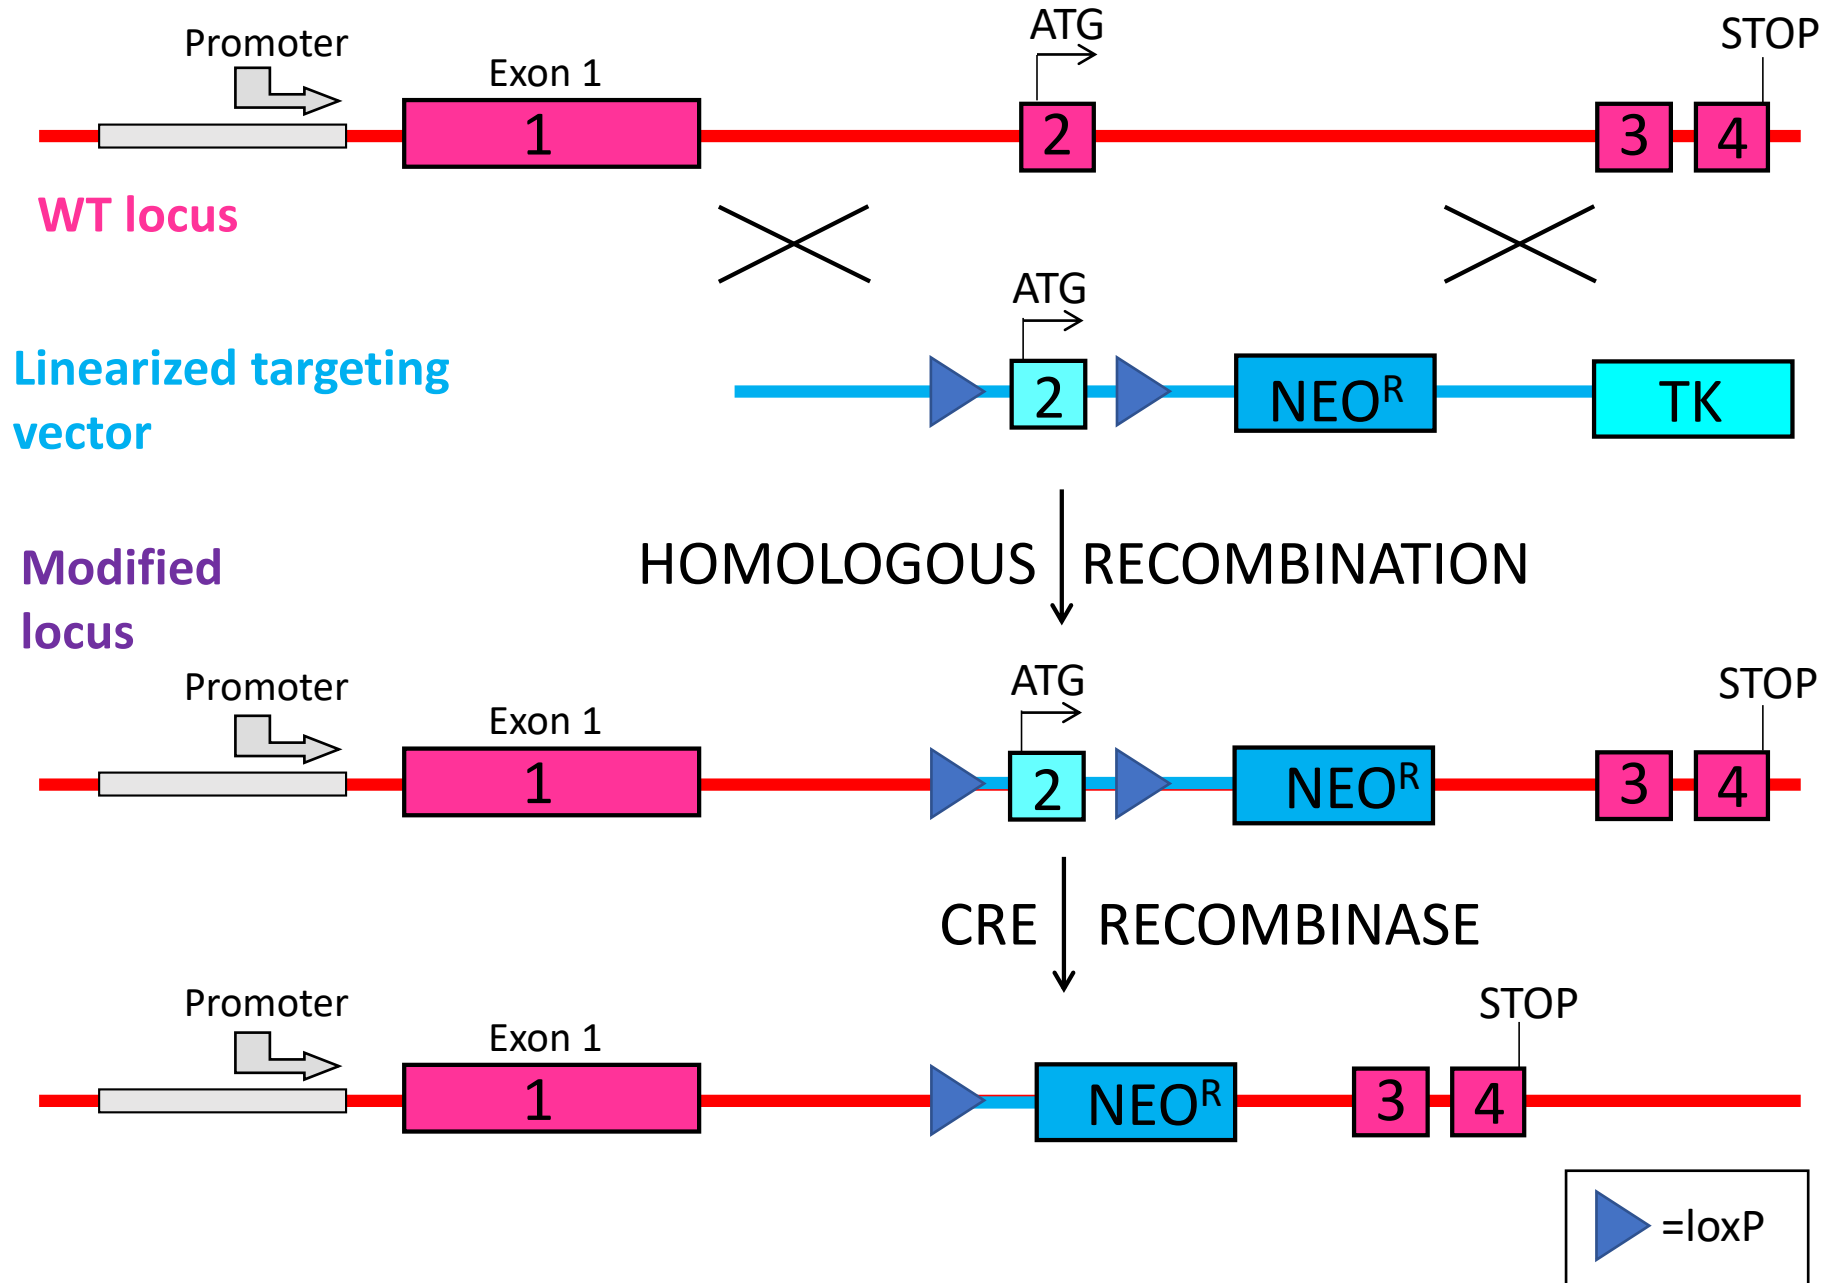 Promoter
Exon 1
ATG
STOP
1
2
3
4
WT locus
ATG
Linearized targeting
vector
2
NEOᴿ
TK
HOMOLOGOUS RECOMBINATION
Modified
locus
Promoter
Exon 1
ATG
STOP
1
2
NEOᴿ
3
4
CRE RECOMBINASE
Promoter
Exon 1
STOP
1
NEOᴿ
3
4
=loxP